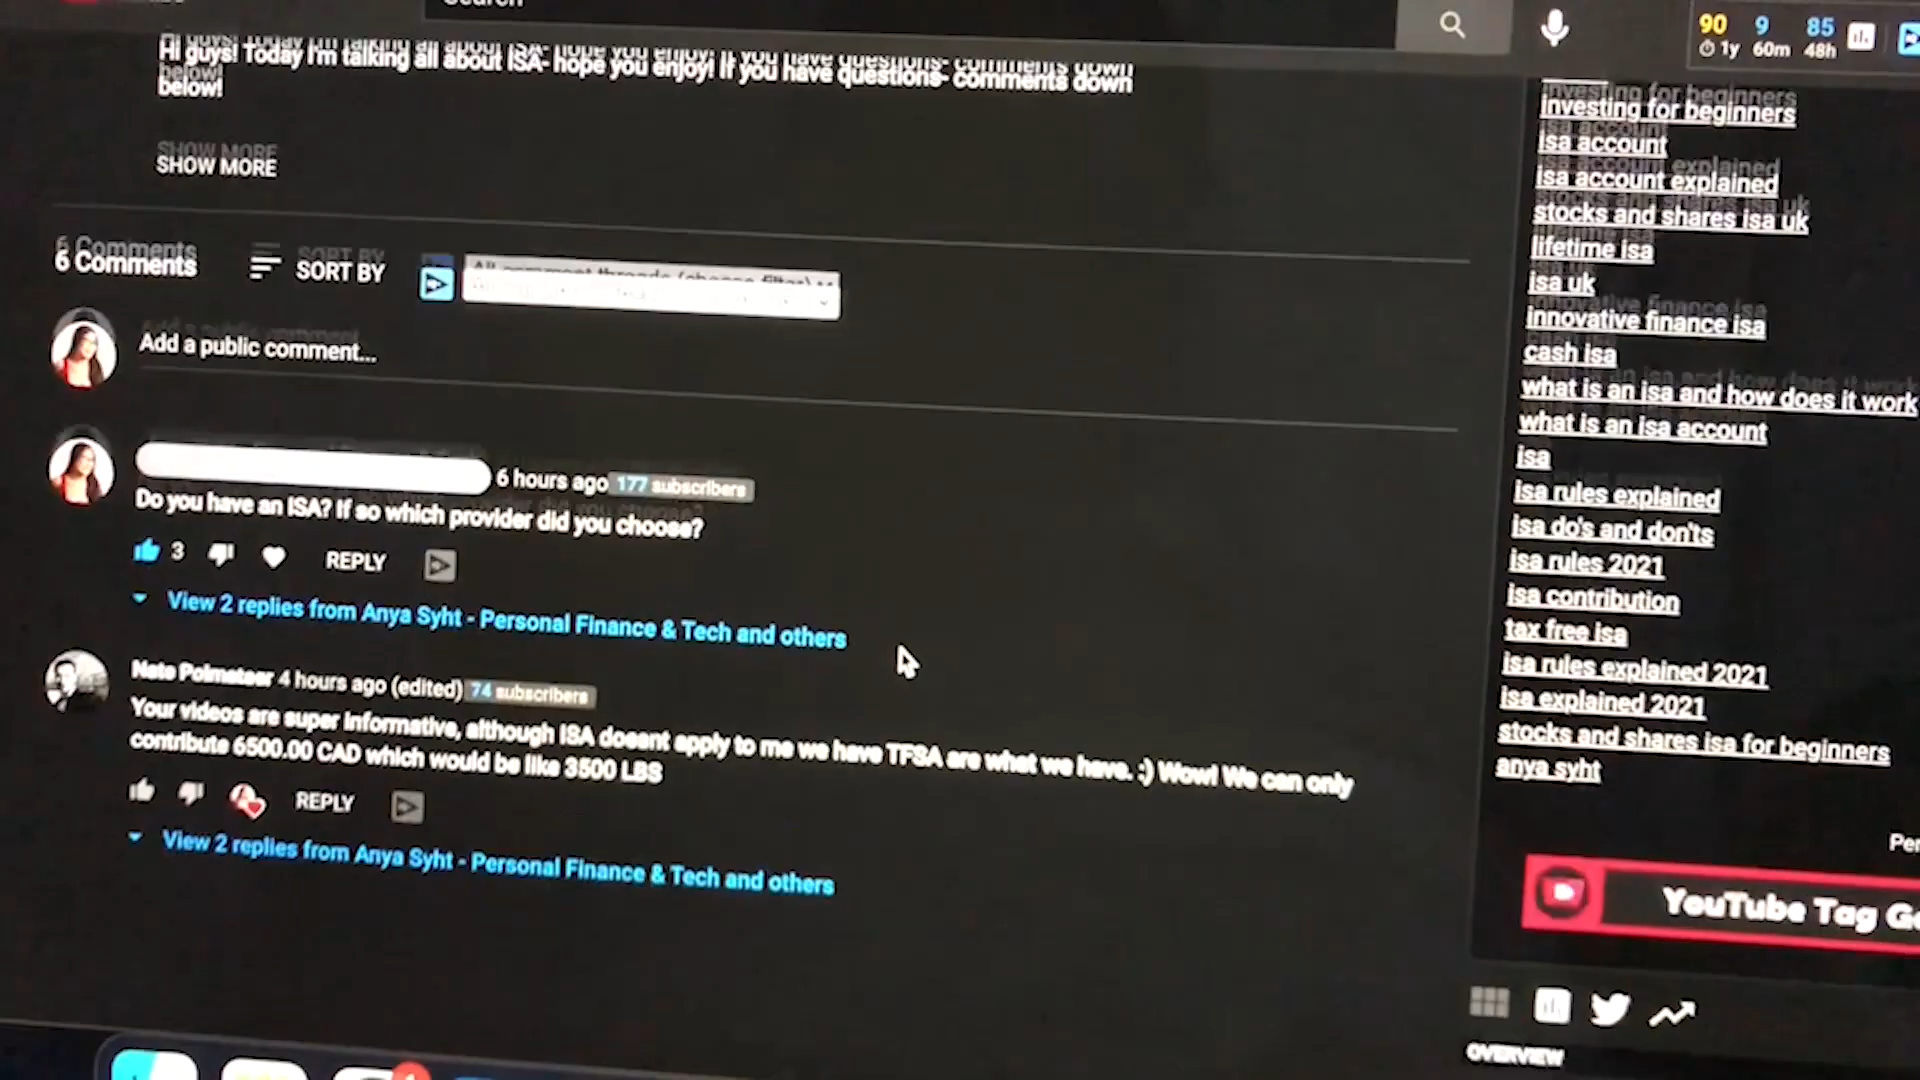 Hi guys! Today I'm talking all about ISA- hope you enjoy! If you have questions- comments down
below!
SHOW MORE
6 Comments
SORT BY
Add a public comment...
6 hours ago 177 subscribers
Do you have an ISA? If so which provider did you choose?
3
REPLY
View 2 replies from Anya Syht - Personal Finance & Tech and others
Nate Polmateer 4 hours ago (edited) 74 subscribers
Your videos are super informative, although ISA doesnt apply to me we have TFSA are what we have. :) Wow! We can only
contribute 6500.00 CAD which would be like 3500 LBS
REPLY
View 2 replies from Anya Syht - Personal Finance & Tech and others
90 9 85
1y 60m 48h
investing for beginners
isa account
isa account explained
stocks and shares isa uk
lifetime isa
isa uk
innovative finance isa
cash isa
what is an isa and how does it work
what is an isa account
isa
isa rules explained
isa do's and don'ts
isa rules 2021
isa contribution
tax free isa
isa rules explained 2021
isa explained 2021
stocks and shares isa for beginners
anya syht
YouTube Tag
OVERVIEW